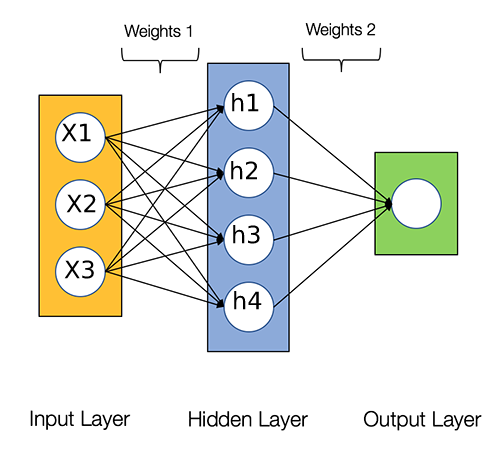 Weights 1
Weights 2
X1
X2
X3
h1
h2
h3
h4
Input Layer
Hidden Layer
Output Layer